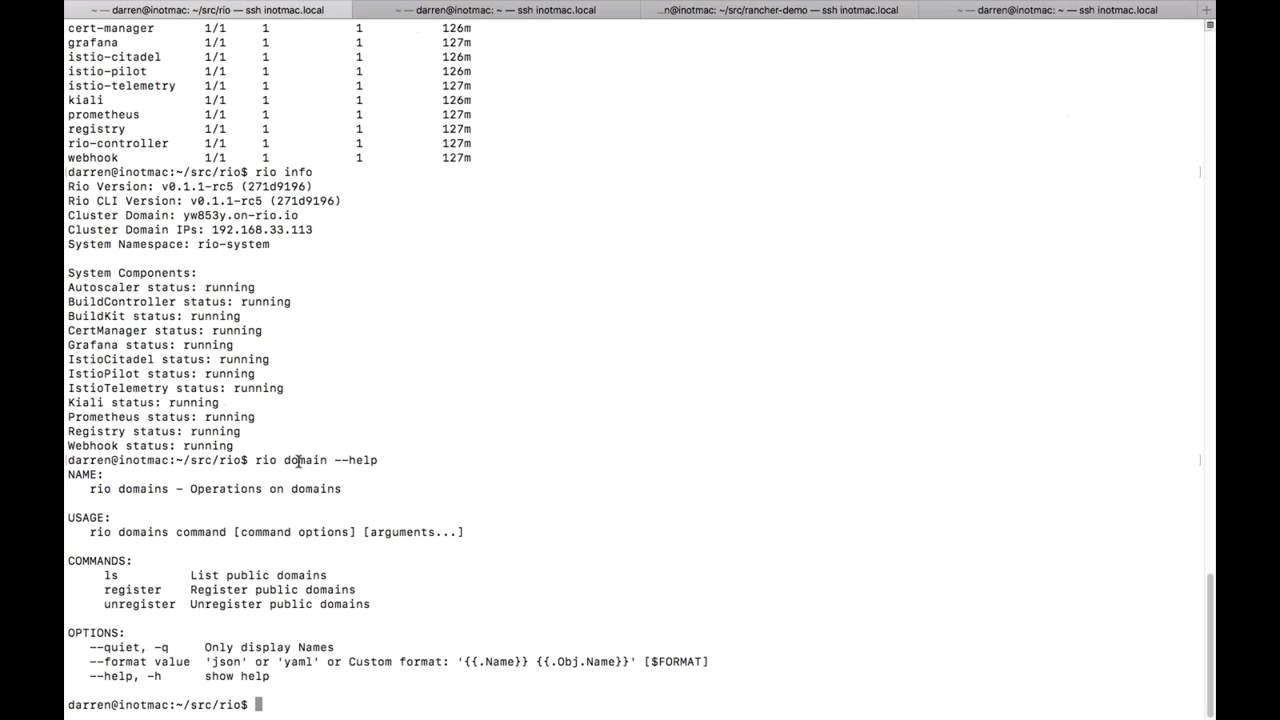 ~ — darren@inotmac: ~/src/rio — ssh inotmac.local
~ — darren@inotmac: ~ — ssh inotmac.local
...n@inotmac: ~/src/rancher-demo — ssh inotmac.local
~ — darren@inotmac: ~ — ssh inotmac.local
+
cert-manager 1/1 1 1 126m
grafana 1/1 1 1 127m
istio-citadel 1/1 1 1 126m
istio-pilot 1/1 1 1 126m
istio-telemetry 1/1 1 1 127m
kiali 1/1 1 1 126m
prometheus 1/1 1 1 127m
registry 1/1 1 1 127m
rio-controller 1/1 1 1 127m
webhook 1/1 1 1 127m
darren@inotmac:~/src/rio$ rio info
Rio Version: v0.1.1-rc5 (271d9196)
Rio CLI Version: v0.1.1-rc5 (271d9196)
Cluster Domain: yw853y.on-rio.io
Cluster Domain IPs: 192.168.33.113
System Namespace: rio-system
System Components:
Autoscaler status: running
BuildController status: running
BuildKit status: running
CertManager status: running
Grafana status: running
IstioCitadel status: running
IstioPilot status: running
IstioTelemetry status: running
Kiali status: running
Prometheus status: running
Registry status: running
Webhook status: running
darren@inotmac:~/src/rio$ rio domain --help
NAME:
rio domains - Operations on domains
USAGE:
rio domains command [command options] [arguments...]
COMMANDS:
ls List public domains
register Register public domains
unregister Unregister public domains
OPTIONS:
--quiet, -q Only display Names
--format value 'json' or 'yaml' or Custom format: '{{.Name}} {{.Obj.Name}}' [$FORMAT]
--help, -h show help
darren@inotmac:~/src/rio$